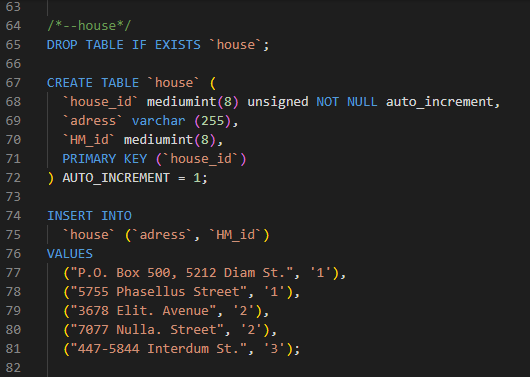 63
64 /*--house*/
65 DROP TABLE IF EXISTS `house`;
66
67 CREATE TABLE `house` (
68 `house_id` mediumint(8) unsigned NOT NULL auto_increment,
69 `adress` varchar (255),
70 `HM_id` mediumint(8),
71 PRIMARY KEY (`house_id`)
72 ) AUTO_INCREMENT = 1;
73
74 INSERT INTO
75 `house` (`adress`, `HM_id`)
76 VALUES
77 ("P.O. Box 500, 5212 Diam St.", '1'),
78 ("5755 Phasellus Street", '1'),
79 ("3678 Elit. Avenue", '2'),
80 ("7077 Nulla. Street", '2'),
81 ("447-5844 Interdum St.", '3');
82